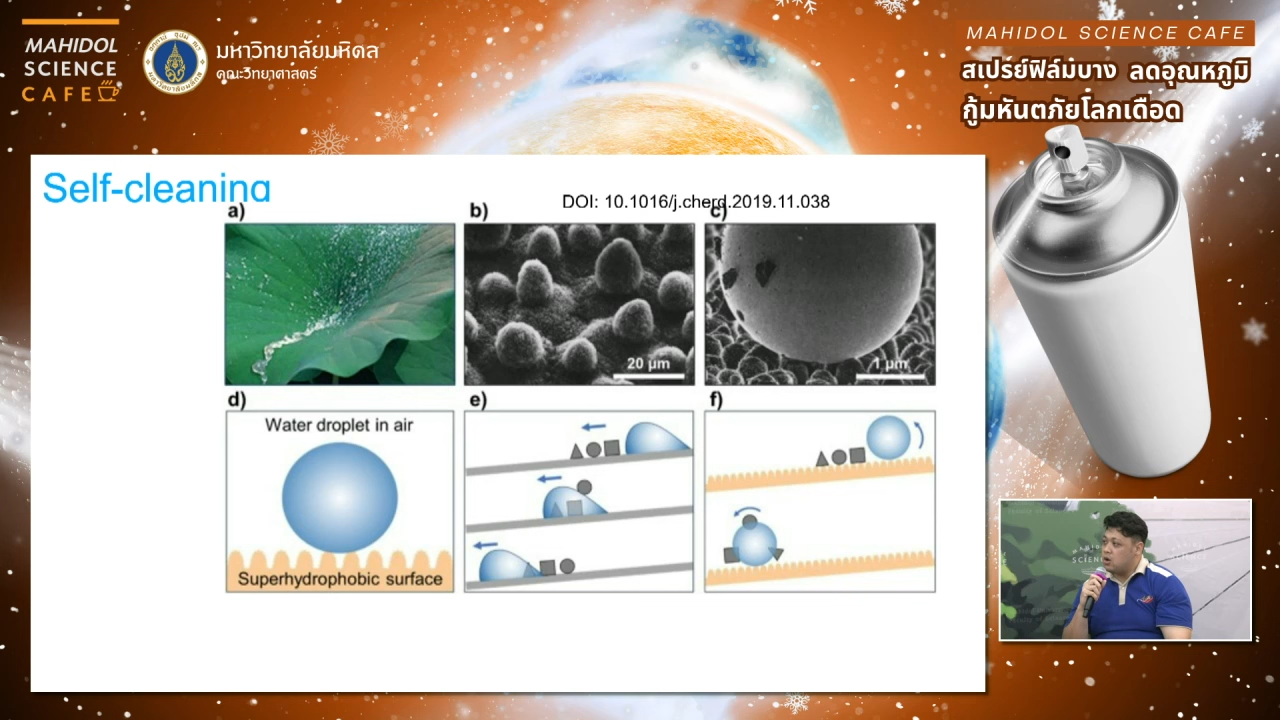 MAHIDOL
SCIENCE
CAFE
มหาวิทยาลัยมหิดล
คณะวิทยาศาสตร์
MAHIDOL SCIENCE CAFE
สเปรย์ฟิล์มบาง ลดอุณหภูมิ
กู้มหันตภัยโลกเดือด
Self-cleaning
DOI: 10.1016/j.cherd.2019.11.038
a)
b)
c)
20 µm
1 µm
d)
e)
f)
Water droplet in air
Superhydrophobic surface